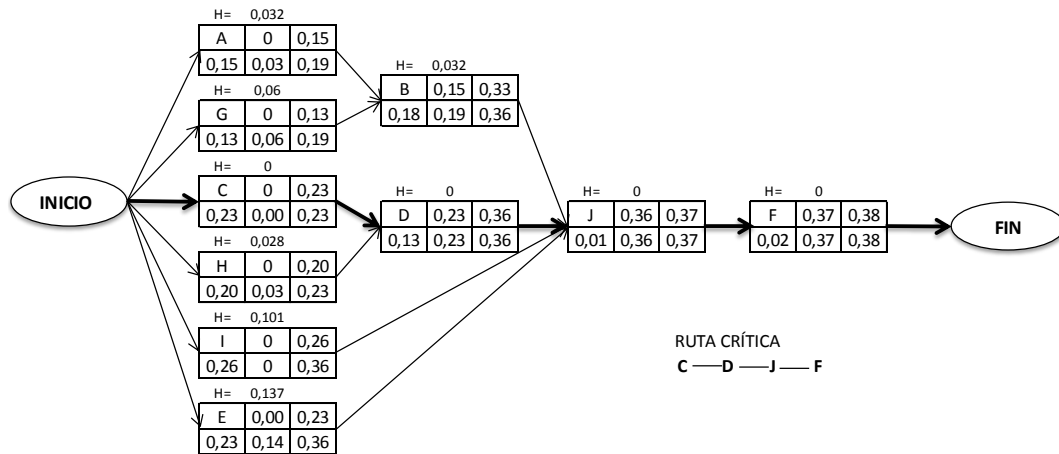 H= 0,032
A 0 0,15
0,15 0,03 0,19
H= 0,06
G 0 0,13
0,13 0,06 0,19
H= 0
C 0 0,23
0,23 0,00 0,23
H= 0,028
H 0 0,20
0,20 0,03 0,23
H= 0,101
I 0 0,26
0,26 0 0,36
H= 0,137
E 0,00 0,23
0,23 0,14 0,36
INICIO
H= 0,032
B 0,15 0,33
0,18 0,19 0,36
H= 0
D 0,23 0,36
0,13 0,23 0,36
H= 0
J 0,36 0,37
0,01 0,36 0,37
H= 0
F 0,37 0,38
0,02 0,37 0,38
FIN
RUTA CRÍTICA
C — D — J — F